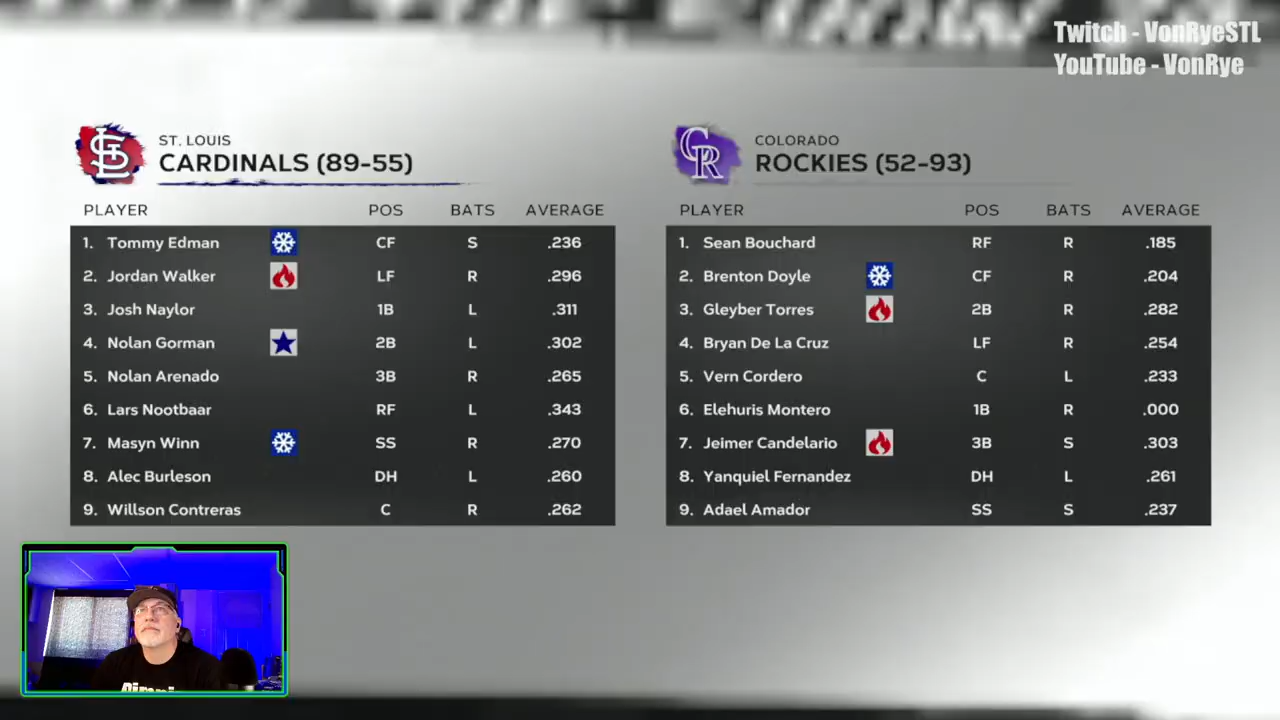 Twitch - VonRyeSTL
YouTube - VonRye
ST. LOUIS
CARDINALS (89-55)
PLAYER POS BATS AVERAGE
1. Tommy Edman CF S .236
2. Jordan Walker LF R .296
3. Josh Naylor 1B L .311
4. Nolan Gorman 2B L .302
5. Nolan Arenado 3B R .265
6. Lars Nootbaar RF L .343
7. Masyn Winn SS R .270
8. Alec Burleson DH L .260
9. Willson Contreras C R .262
COLORADO
ROCKIES (52-93)
PLAYER POS BATS AVERAGE
1. Sean Bouchard RF R .185
2. Brenton Doyle CF R .204
3. Gleyber Torres 2B R .282
4. Bryan De La Cruz LF R .254
5. Vern Cordero C L .233
6. Elehuris Montero 1B R .000
7. Jeimer Candelario 3B S .303
8. Yanquiel Fernandez DH L .261
9. Adael Amador SS S .237